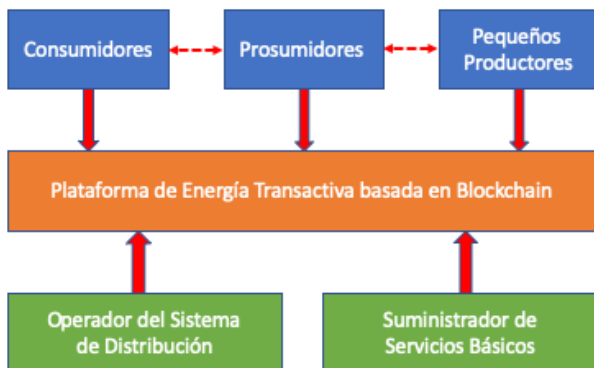 Consumidores
Prosumidores
Pequeños
Productores
Plataforma de Energía Transactiva basada en Blockchain
Operador del Sistema
de Distribución
Suministrador de
Servicios Básicos